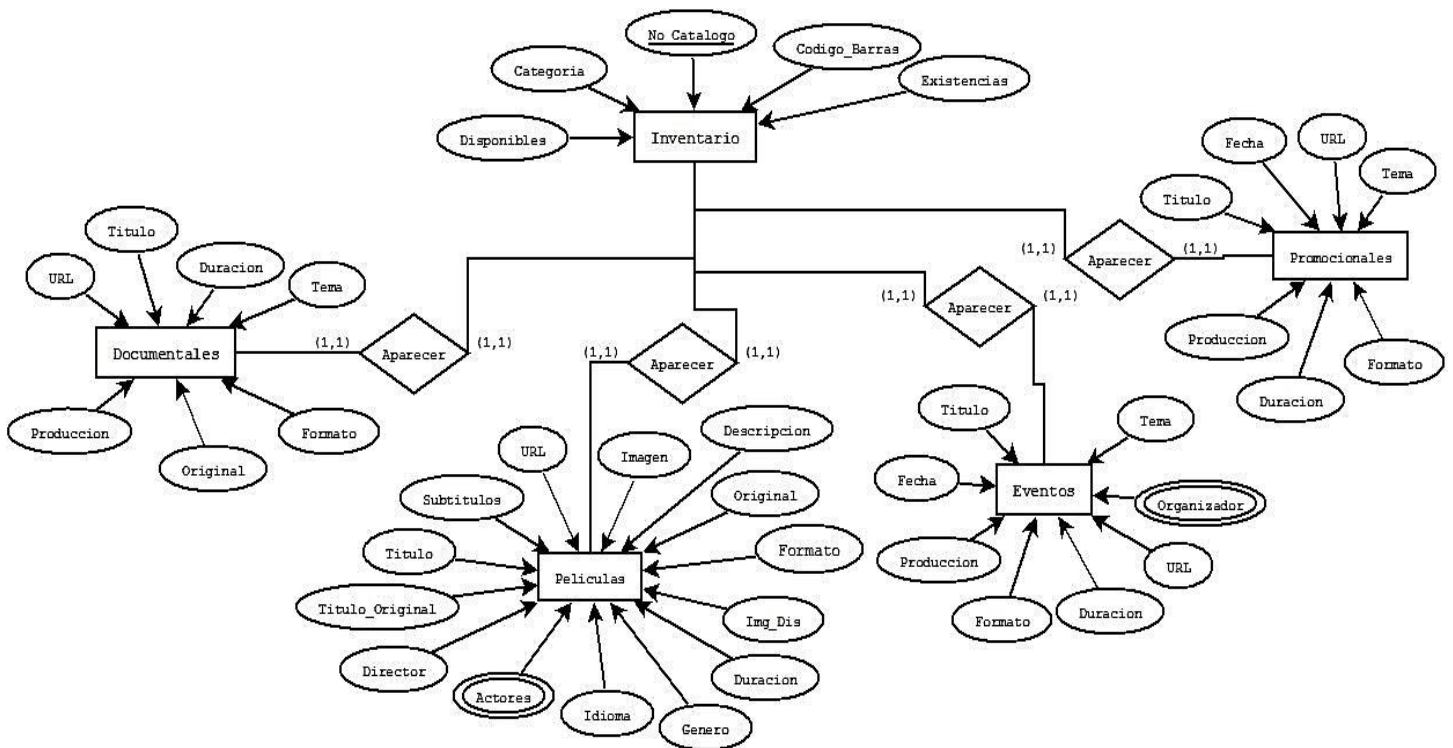 No Catalogo
Codigo_Barras
Categoria
Existencias
Disponibles
Inventario
Fecha
URL
Tema
Titulo
Promocionales
(1,1)
Aparecer
(1,1)
Produccion
Formato
Duracion
Titulo
URL
Duracion
Tema
Documentales
(1,1)
Aparecer
(1,1)
Produccion
Original
Formato
(1,1)
Aparecer
(1,1)
(1,1)
Aparecer
(1,1)
URL
Imagen
Descripcion
Subtitulos
Original
Titulo
Formato
Peliculas
Titulo_Original
Img_Dis
Director
Actores
Idioma
Genero
Duracion
Titulo
Tema
Fecha
Eventos
Organizador
Produccion
URL
Formato
Duracion